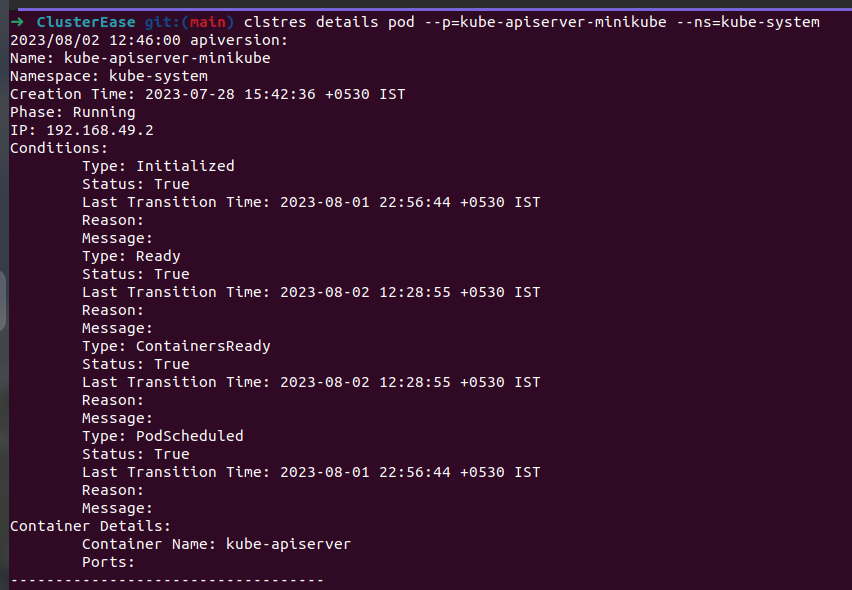 ➜ ClusterEase git:(main) clstres details pod --p=kube-apiserver-minikube --ns=kube-system
2023/08/02 12:46:00 apiversion:
Name: kube-apiserver-minikube
Namespace: kube-system
Creation Time: 2023-07-28 15:42:36 +0530 IST
Phase: Running
IP: 192.168.49.2
Conditions:
        Type: Initialized
        Status: True
        Last Transition Time: 2023-08-01 22:56:44 +0530 IST
        Reason:
        Message:
        Type: Ready
        Status: True
        Last Transition Time: 2023-08-02 12:28:55 +0530 IST
        Reason:
        Message:
        Type: ContainersReady
        Status: True
        Last Transition Time: 2023-08-02 12:28:55 +0530 IST
        Reason:
        Message:
        Type: PodScheduled
        Status: True
        Last Transition Time: 2023-08-01 22:56:44 +0530 IST
        Reason:
        Message:
Container Details:
        Container Name: kube-apiserver
        Ports:
-----------------------------------